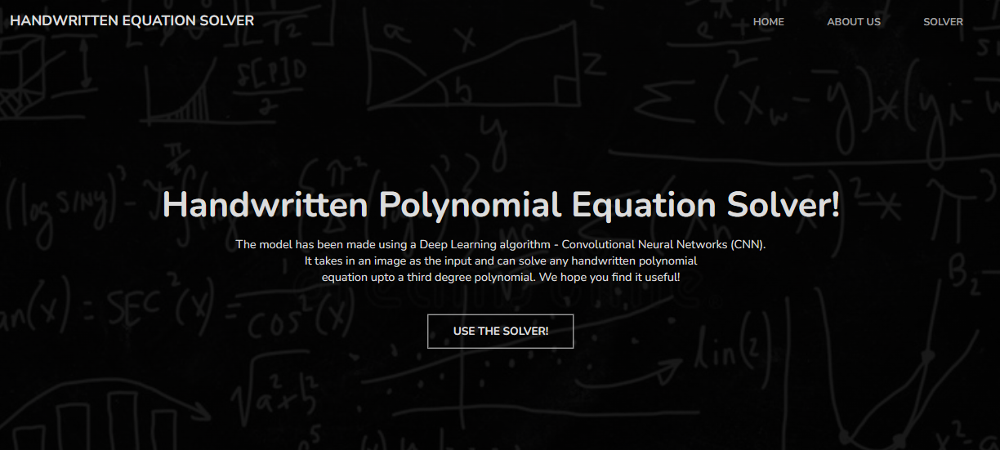 HANDWRITTEN EQUATION SOLVER
HOME ABOUT US SOLVER
Handwritten Polynomial Equation Solver!
The model has been made using a Deep Learning algorithm - Convolutional Neural Networks (CNN).
It takes in an image as the input and can solve any handwritten polynomial
equation upto a third degree polynomial. We hope you find it useful!
USE THE SOLVER!